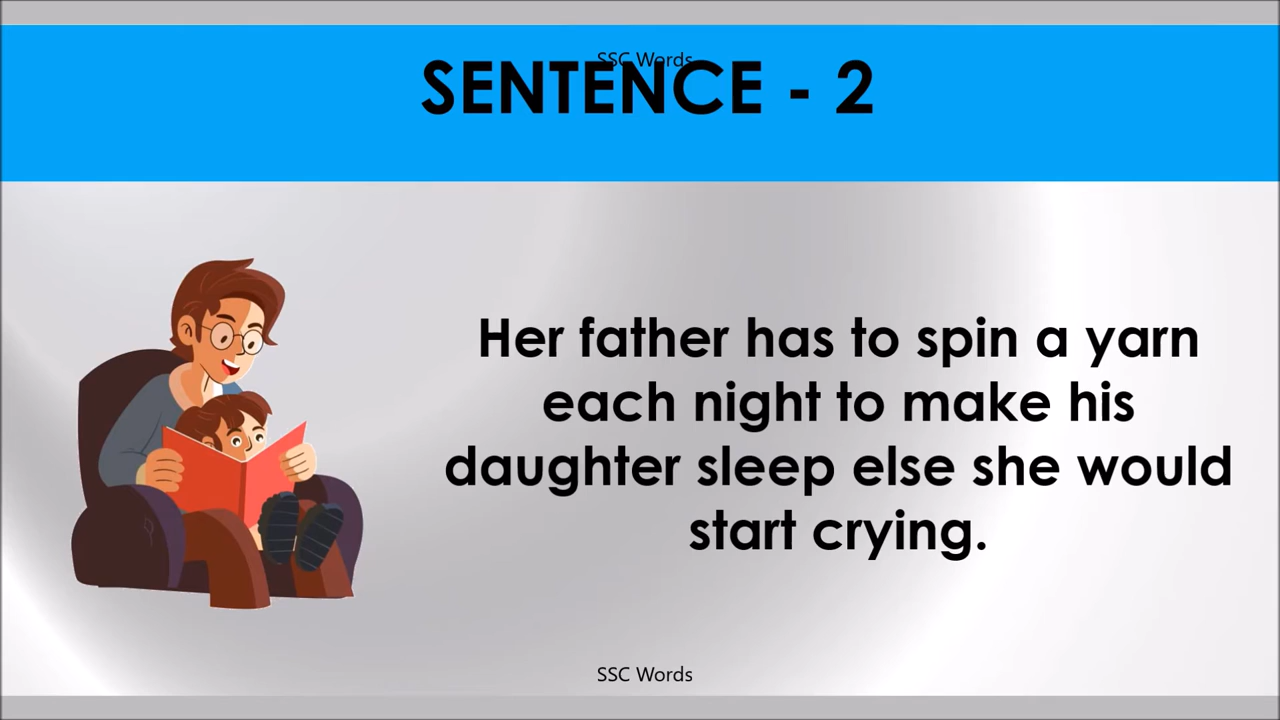 SSC Words
SENTENCE - 2
Her father has to spin a yarn
each night to make his
daughter sleep else she would
start crying.
SSC Words